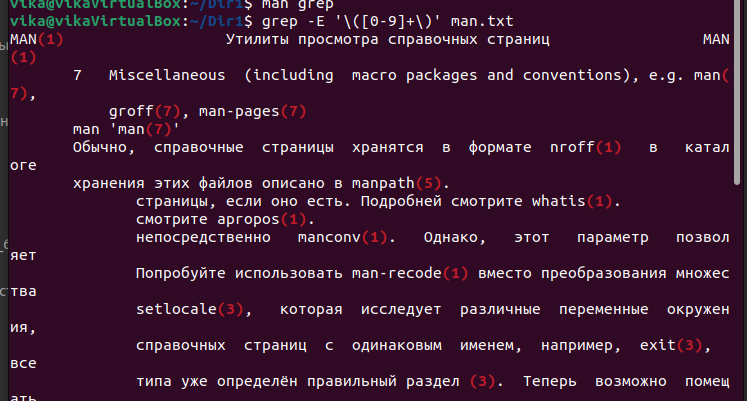 vika@vikaVirtualBox:~/Dir1$ man grep
vika@vikaVirtualBox:~/Dir1$ grep -E '\([0-9]+\)' man.txt
MAN(1) Утилиты просмотра справочных страниц MAN
(1)
7 Miscellaneous (including macro packages and conventions), e.g. man(
7),
groff(7), man-pages(7)
man 'man(7)'
Обычно, справочные страницы хранятся в формате nroff(1) в катал
оге
хранения этих файлов описано в manpath(5).
страницы, если оно есть. Подробней смотрите whatis(1).
смотрите apropos(1).
непосредственно manconv(1). Однако, этот параметр позвол
яет
Попробуйте использовать man-recode(1) вместо преобразования множес
тва
setlocale(3), которая исследует различные переменные окружен
ия,
справочных страниц с одинаковым именем, например, exit(3),
все
типа уже определён правильный раздел (3). Теперь возможно помещ
ать